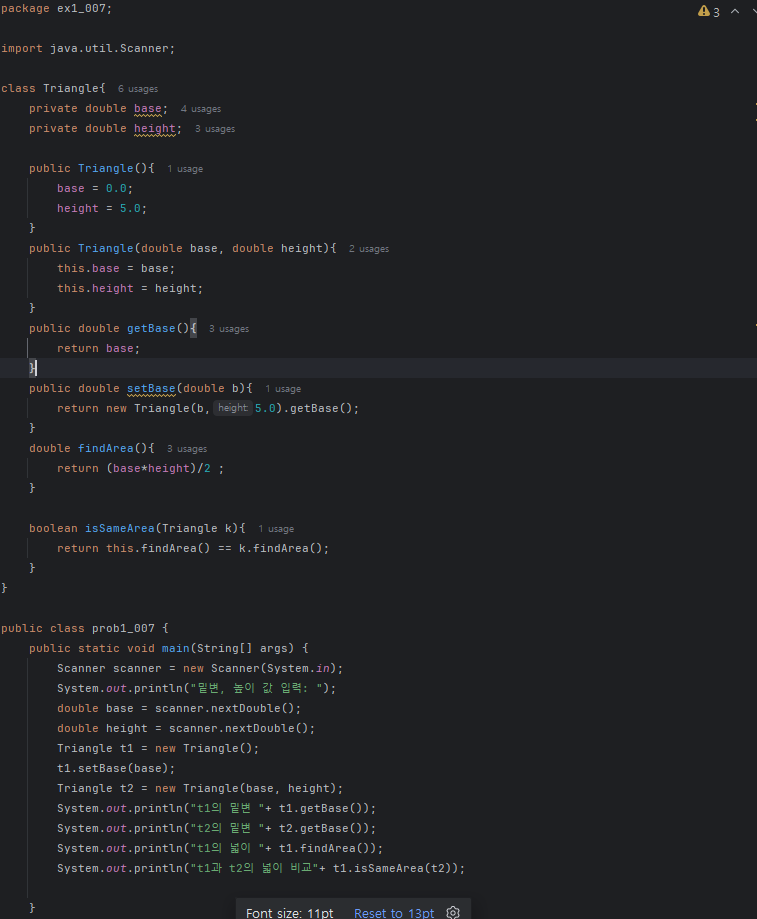 package ex1_007;
3
import java.util.Scanner;
class Triangle{ 6 usages
private double base; 4 usages
private double height; 3 usages
public Triangle(){ 1 usage
base = 0.0;
height = 5.0;
}
public Triangle(double base, double height){ 2 usages
this.base = base;
this.height = height;
}
public double getBase(){ 3 usages
return base;
}
public double setBase(double b){ 1 usage
return new Triangle(b, height: 5.0).getBase();
}
double findArea(){ 3 usages
return (base*height)/2 ;
}
boolean isSameArea(Triangle k){ 1 usage
return this.findArea() == k.findArea();
}
}
public class prob1_007 {
public static void main(String[] args) {
Scanner scanner = new Scanner(System.in);
System.out.println("밑변, 높이 값 입력: ");
double base = scanner.nextDouble();
double height = scanner.nextDouble();
Triangle t1 = new Triangle();
t1.setBase(base);
Triangle t2 = new Triangle(base, height);
System.out.println("t1의 밑변 "+ t1.getBase());
System.out.println("t2의 밑변 "+ t2.getBase());
System.out.println("t1의 넓이 "+ t1.findArea());
System.out.println("t1과 t2의 넓이 비교"+ t1.isSameArea(t2));
}
Font size: 11pt Reset to 13pt